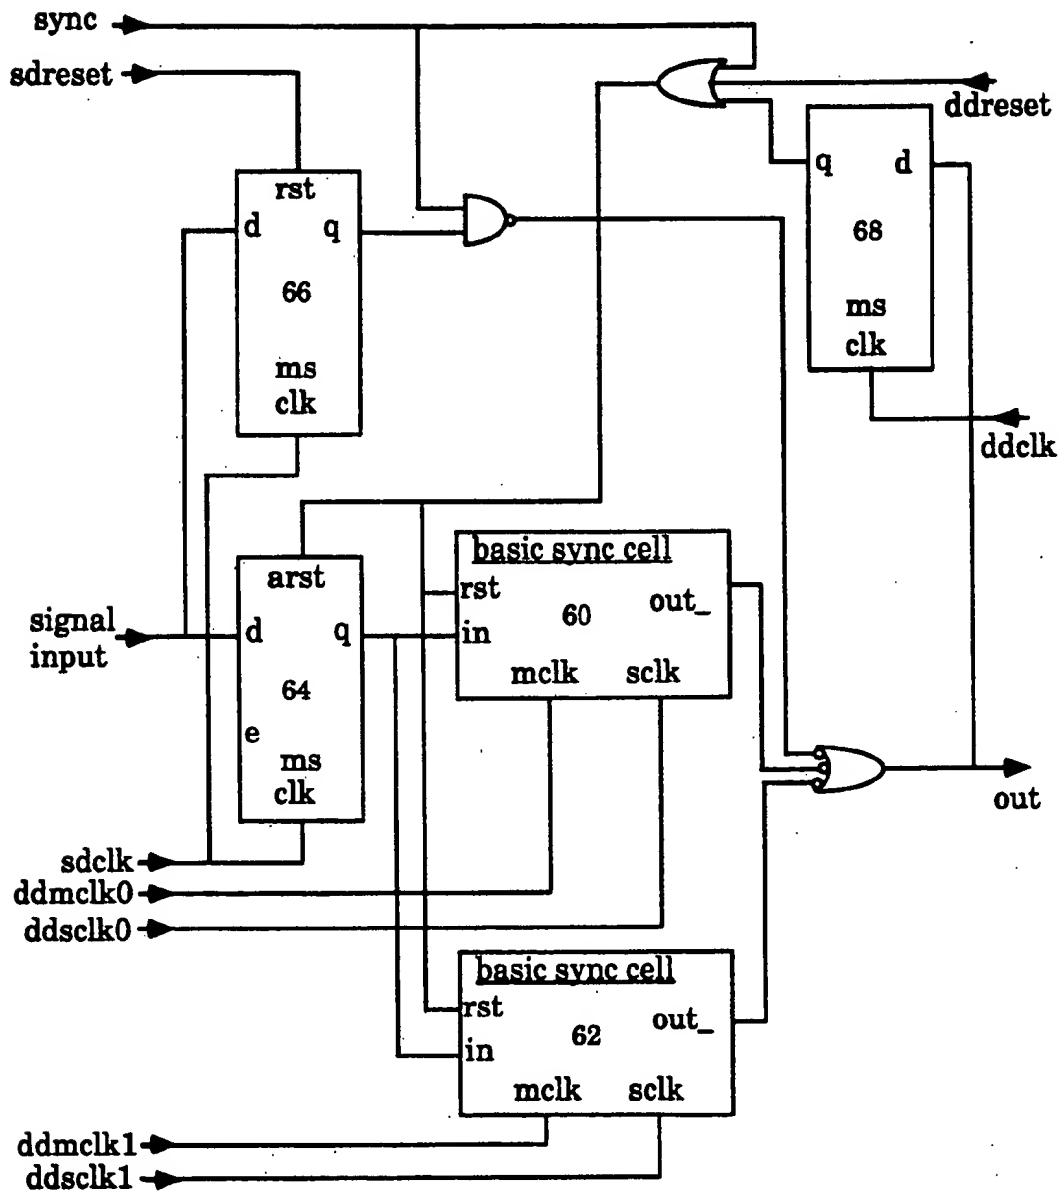 sync
sdreset
ddreset
rst
d q
66
ms
clk
q d
68
ms
clk
ddclk
arst
d q
64
e
ms
clk
signal
input
basic sync cell
rst
60
out_
in
mclk sclk
out
sdclk
ddmclk0
ddsclk0
basic sync cell
rst
62
out_
in
mclk sclk
ddmclk1
ddsclk1